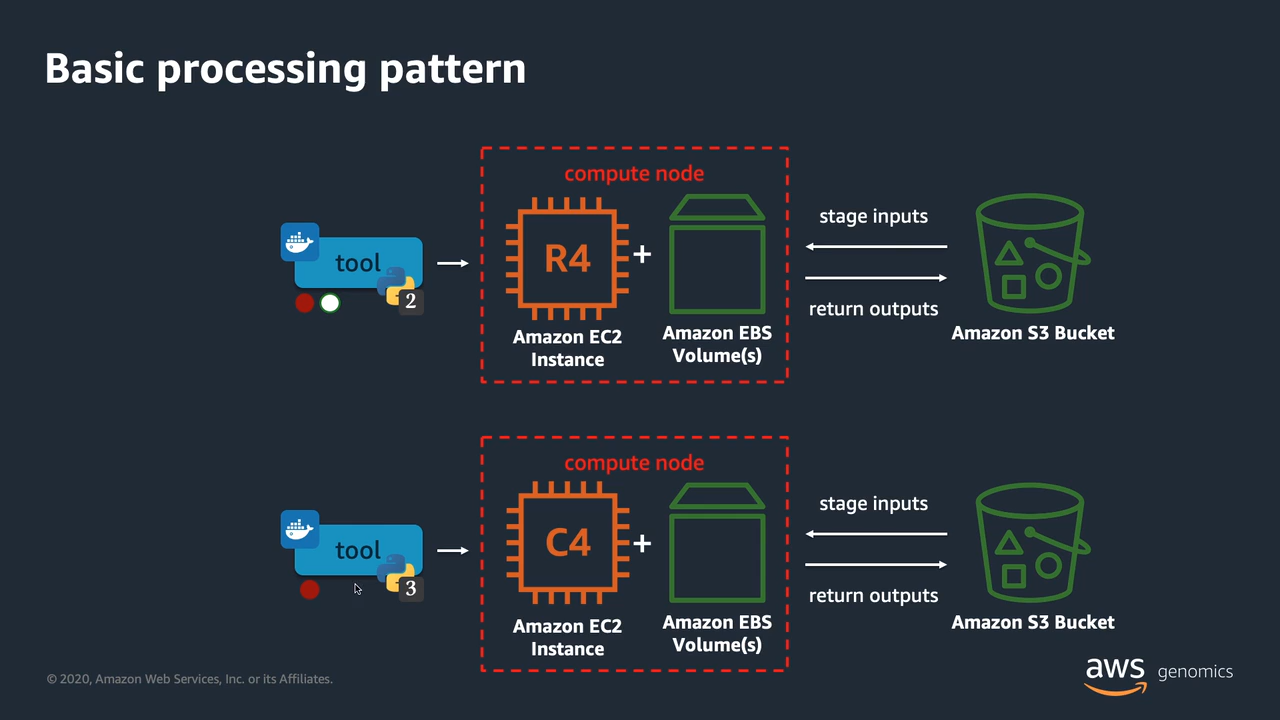 Basic processing pattern
compute node
stage inputs
tool
R4
+
2
return outputs
Amazon EC2
Instance
Amazon EBS
Volume(s)
Amazon S3 Bucket
compute node
stage inputs
tool
C4
+
3
return outputs
Amazon EC2
Instance
Amazon EBS
Volume(s)
Amazon S3 Bucket
© 2020, Amazon Web Services, Inc. or its Affiliates.
aws genomics